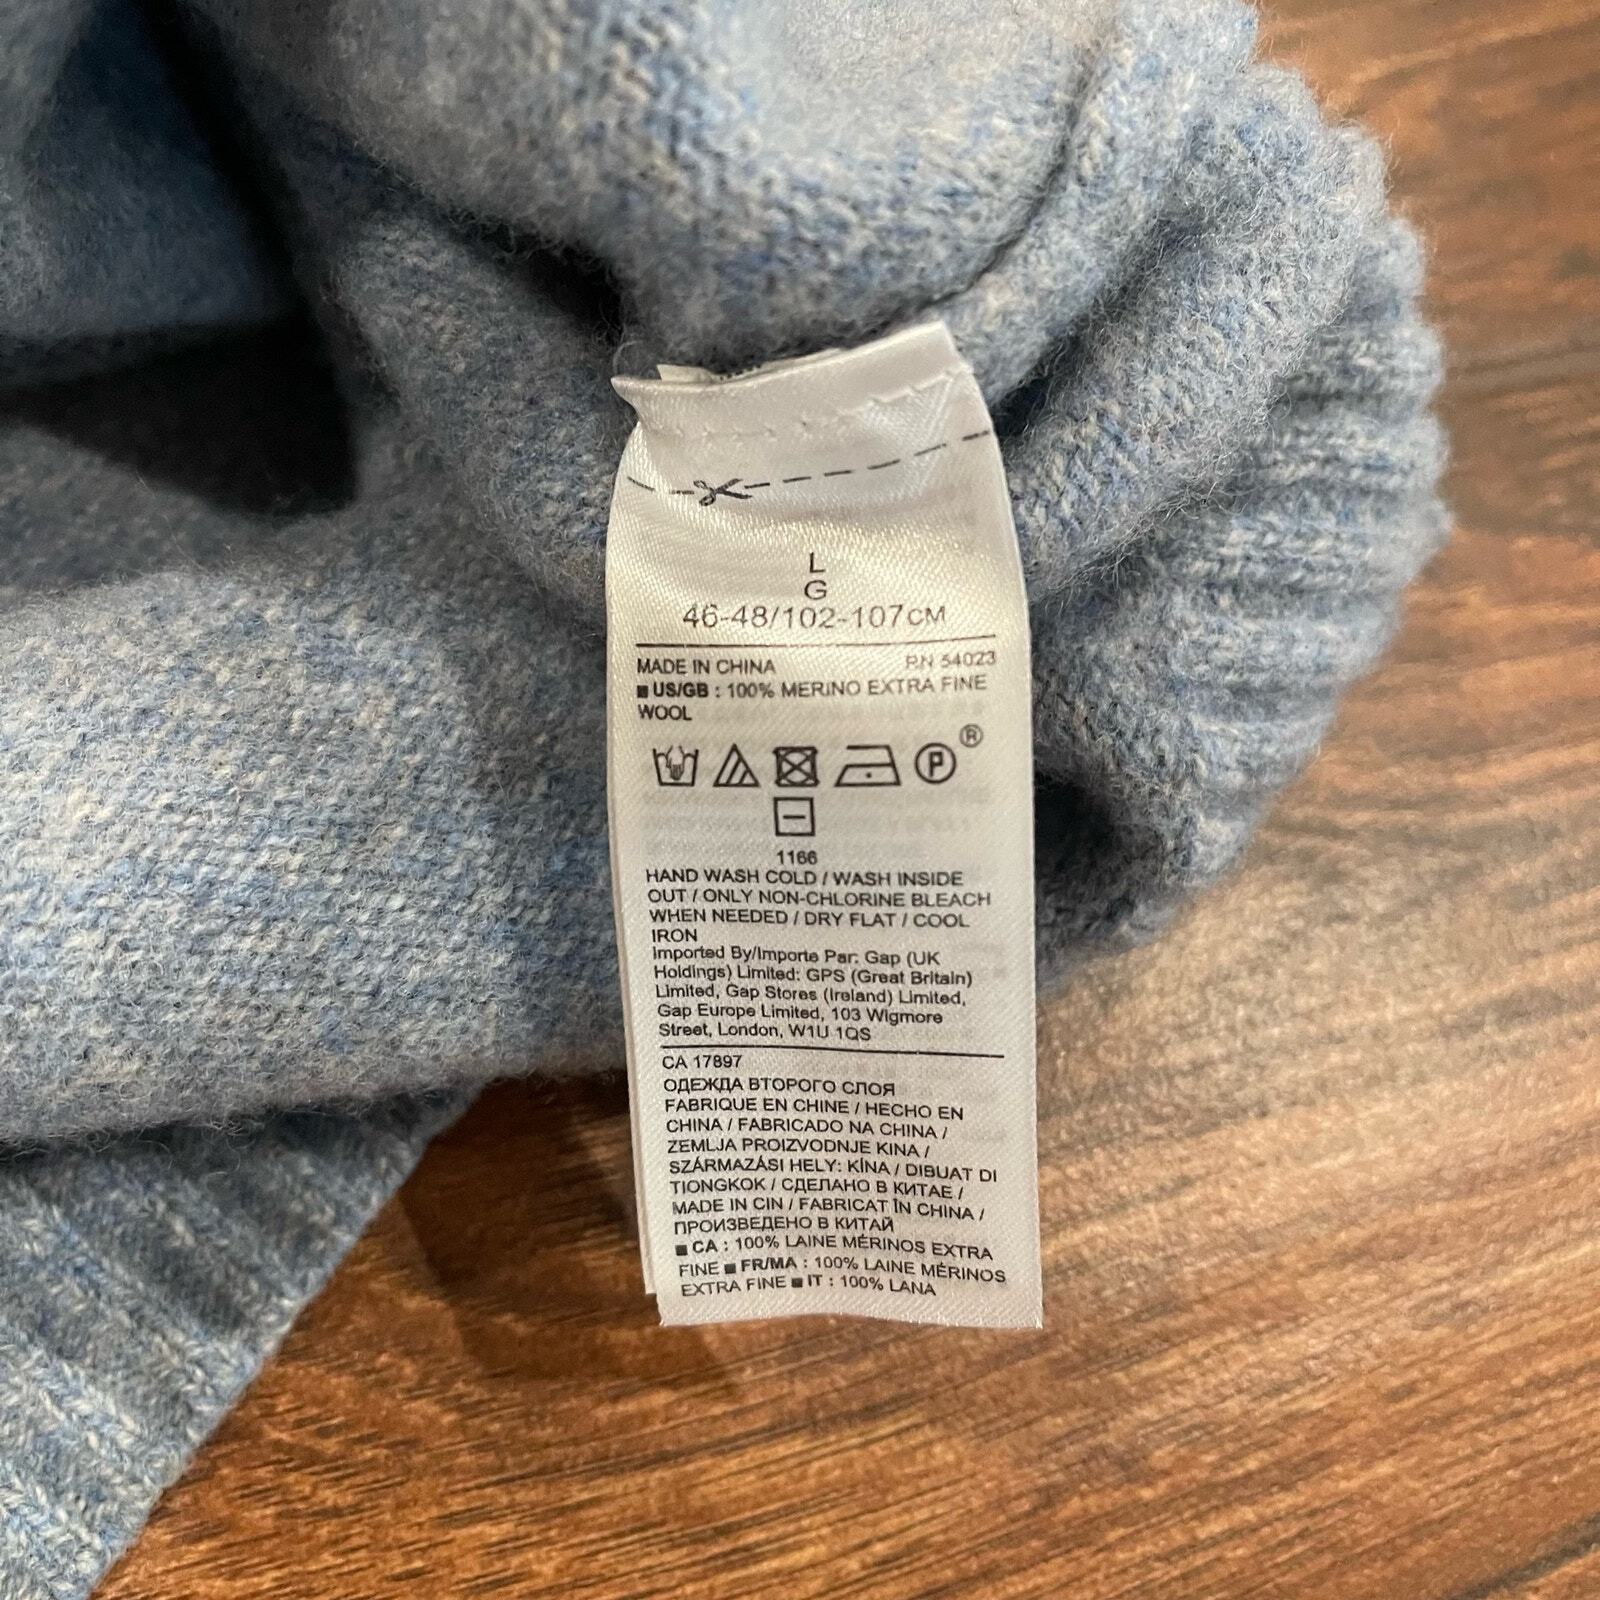 L
G
46-48/102-107CM
MADE IN CHINA RN 54023
■ US/GB : 100% MERINO EXTRA FINE
WOOL
P ®
1166
HAND WASH COLD / WASH INSIDE
OUT / ONLY NON-CHLORINE BLEACH
WHEN NEEDED / DRY FLAT / COOL
IRON
Imported By/Importe Par: Gap (UK
Holdings) Limited: GPS (Great Britain)
Limited, Gap Stores (Ireland) Limited,
Gap Europe Limited, 103 Wigmore
Street, London, W1U 1QS
CA 17897
ОДЕЖДА ВТОРОГО СЛОЯ
FABRIQUE EN CHINE / HECHO EN
CHINA / FABRICADO NA CHINA /
ZEMLJA PROIZVODNJE KINA /
SZÁRMAZÁSI HELY: KÍNA / DIBUAT DI
TIONGKOK / СДЕЛАНО В КИТАЕ /
MADE IN CIN / FABRICAT ÎN CHINA /
ПРОИЗВЕДЕНО В КИТАЙ
■ CA : 100% LAINE MÉRINOS EXTRA
FINE ■ FR/MA : 100% LAINE MÉRINOS
EXTRA FINE ■ IT : 100% LANA